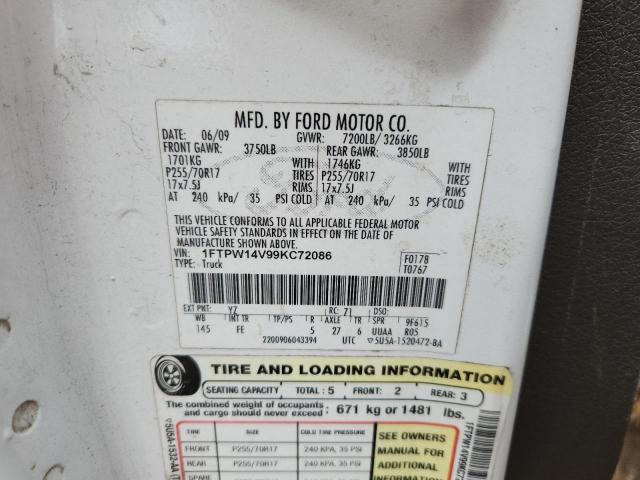 MFD. BY FORD MOTOR CO.
DATE: 06/09 GVWR: 7200LB/ 3266KG
FRONT GAWR: 3750LB REAR GAWR: 3850LB
1701KG WITH 1746KG WITH
P255/70R17 TIRES P255/70R17 TIRES
17x7.5J RIMS 17x7.5J RIMS
AT 240 kPa/ 35 PSI COLD AT 240 kPa/ 35 PSI COLD
THIS VEHICLE CONFORMS TO ALL APPLICABLE FEDERAL MOTOR
VEHICLE SAFETY STANDARDS IN EFFECT ON THE DATE OF
MANUFACTURE SHOWN ABOVE.
VIN: 1FTPW14V99KC72086 F0178
TYPE: Truck T0767
EXT PNT: YZ RC: 71 DSO:
WB INT TR TP/PS R AXLE TR SPR 9F615
145 FE 5 27 6 UUAA R05
2200906043394 UTC 5U5A-1520472-BA
TIRE AND LOADING INFORMATION
SEATING CAPACITY TOTAL: 5 FRONT: 2 REAR: 3
The combined weight of occupants
and cargo should never exceed: 671 kg or 1481 lbs.
TIRE SIZE COLD TIRE PRESSURE SEE OWNERS
FRONT P255/70R17 240 KPA, 35 PSI MANUAL FOR
REAR P255/70R17 240 KPA, 35 PSI ADDITIONAL
SPARE INFORMATION